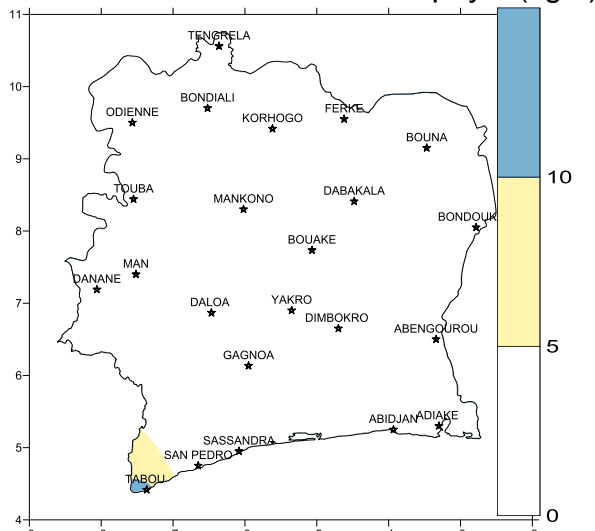 11
TENGRELA
10
BONDIALI
ODIENNE
KORHOGO
FERKE
9
BOUNA
10
TOUBA
MANKONO
DABAKALA
BONDOUK
8
BOUAKE
MAN
DANANE
7
DALOA
YAKRO
DIMBOKRO
ABENGOUROU
5
GAGNOA
6
ABIDJAN
ADIAKE
SASSANDRA
5
SAN PEDRO
TABOU
0
4